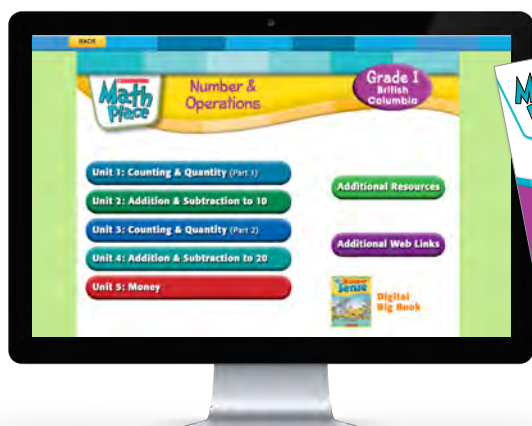 BACK
Math
Place
Number &
Operations
Grade 1
British
Columbia
Unit 1: Counting & Quantity (Part 1)
Unit 2: Addition & Subtraction to 10
Unit 3: Counting & Quantity (Part 2)
Unit 4: Addition & Subtraction to 20
Unit 5: Money
Additional Resources
Additional Web Links
Number
Sense
Digital
Big Book